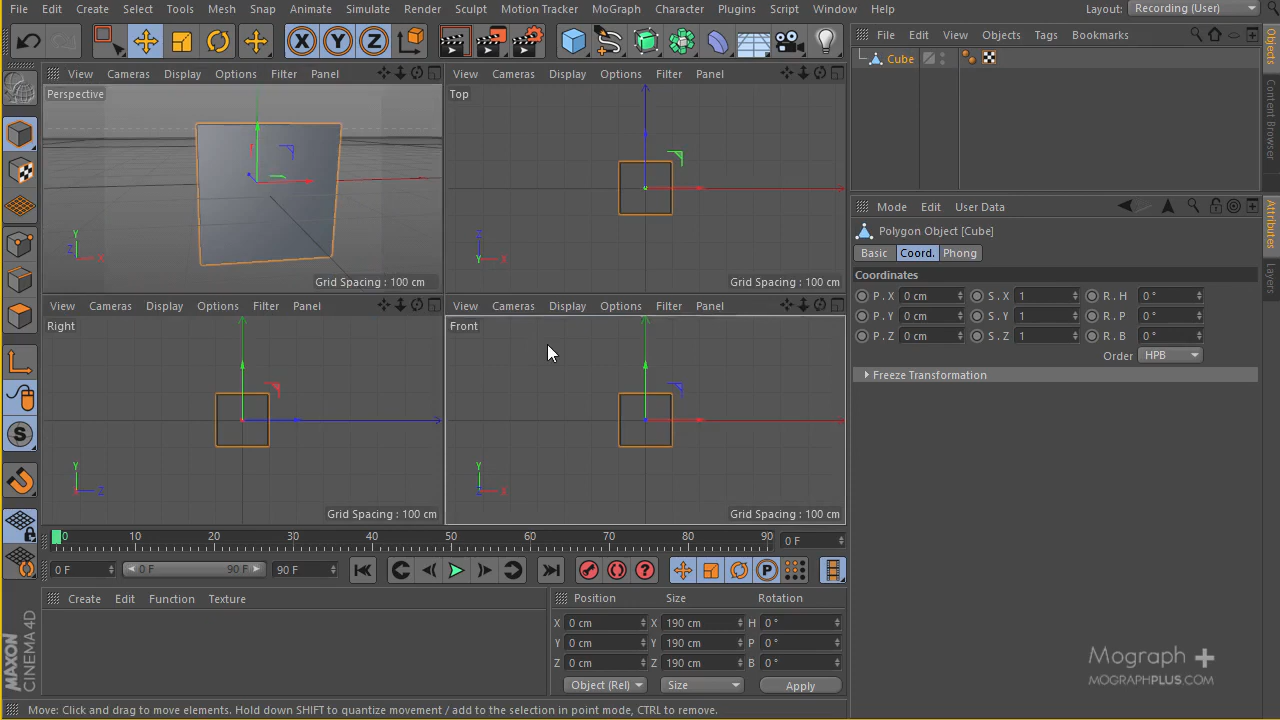 File Edit Create Select Tools Mesh Snap Animate Simulate Render Sculpt Motion Tracker MoGraph Character Plugins Script Window Help Layout: Recording (User)
X Y Z
File Edit View Objects Tags Bookmarks
Cube
View Cameras Display Options Filter Panel
Perspective
Y
Z X
Grid Spacing : 100 cm
View Cameras Display Options Filter Panel
Top
Z
Y X
Grid Spacing : 100 cm
View Cameras Display Options Filter Panel
Right
Y
X Z
Grid Spacing : 100 cm
View Cameras Display Options Filter Panel
Front
Y
Z X
Grid Spacing : 100 cm
Objects
Content Browser
Attributes
Layers
Mode Edit User Data
Polygon Object [Cube]
Basic Coord. Phong
Coordinates
P . X 0 cm S . X 1 R . H 0 °
P . Y 0 cm S . Y 1 R . P 0 °
P . Z 0 cm S . Z 1 R . B 0 °
Order HPB
Freeze Transformation
S
0 10 20 30 40 50 60 70 80 90 0 F
0 F 0 F 90 F 90 F
? P
Create Edit Function Texture
Position Size Rotation
X 0 cm X 190 cm H 0 °
Y 0 cm Y 190 cm P 0 °
Z 0 cm Z 190 cm B 0 °
Object (Rel) Size Apply
MAXON
CINEMA 4D
Mograph +
MOGRAPHPLUS.COM
Move: Click and drag to move elements. Hold down SHIFT to quantize movement / add to the selection in point mode, CTRL to remove.